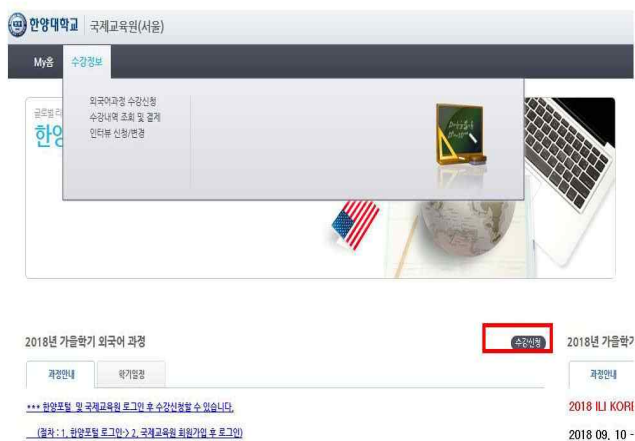 한양대학교 국제교육원(서울)
My홈 수강정보
외국어과정 수강신청
수강내역 조회 및 결제
인터뷰 신청/변경
글로벌 리
한양
2018년 가을학기 외국어 과정
수강신청
2018년 가을학기
과정안내 학기일정
과정안내
*** 한양포털 및 국제교육원 로그인 후 수강신청할 수 있습니다.
2018 ILI KORE
(절차 : 1. 한양포털 로그인-> 2. 국제교육원 회원가입 후 로그인)
2018 09. 10 -